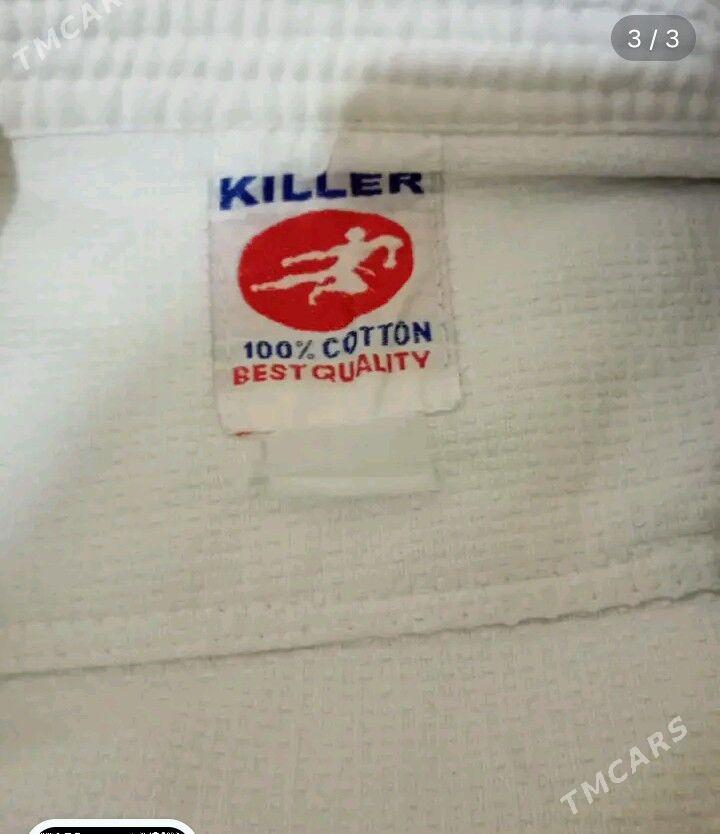 TMCARS
3 / 3
KILLER
100% COTTON
BEST QUALITY
TMCARS